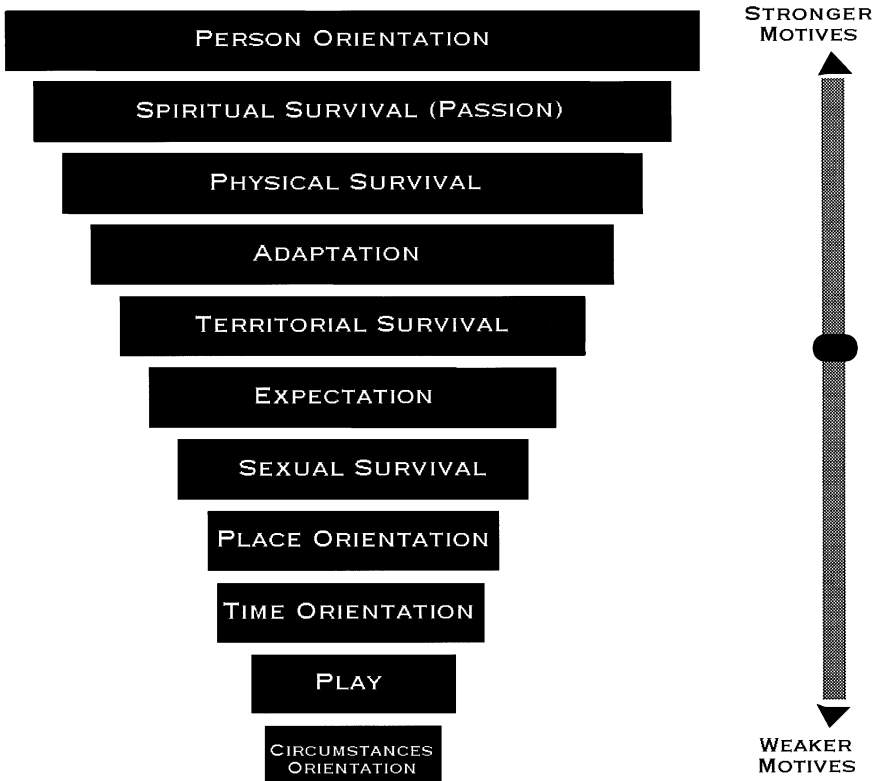 PERSON ORIENTATION
STRONGER
MOTIVES
SPIRITUAL SURVIVAL (PASSION)
PHYSICAL SURVIVAL
ADAPTATION
TERRITORIAL SURVIVAL
EXPECTATION
SEXUAL SURVIVAL
PLACE ORIENTATION
TIME ORIENTATION
PLAY
CIRCUMSTANCES
ORIENTATION
WEAKER
MOTIVES